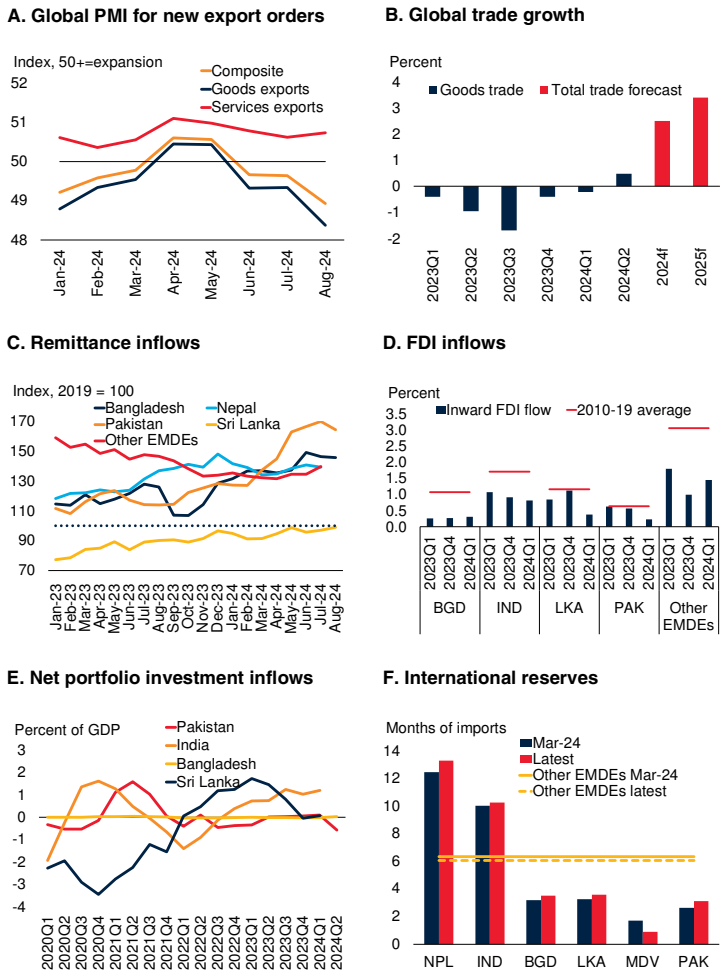 A. Global PMI for new export orders
Index, 50+=expansion
Composite
Goods exports
Services exports
52
51
50
49
48
Jan-24
Feb-24
Mar-24
Apr-24
May-24
Jun-24
Jul-24
Aug-24
B. Global trade growth
Percent
Goods trade
Total trade forecast
4
3
2
1
0
-1
-2
2023Q1
2023Q2
2023Q3
2023Q4
2024Q1
2024Q2
2024f
2025f
C. Remittance inflows
Index, 2019 = 100
Bangladesh
Nepal
Pakistan
Sri Lanka
Other EMDEs
170
150
130
110
90
70
Jan-23
Feb-23
Mar-23
Apr-23
May-23
Jun-23
Jul-23
Aug-23
Sep-23
Oct-23
Nov-23
Dec-23
Jan-24
Feb-24
Mar-24
Apr-24
May-24
Jun-24
Jul-24
Aug-24
D. FDI inflows
Percent
Inward FDI flow
2010-19 average
3.5
3.0
2.5
2.0
1.5
1.0
0.5
0.0
2023Q1
2023Q4
2024Q1
2023Q1
2023Q4
2024Q1
2023Q1
2023Q4
2024Q1
2023Q1
2023Q4
2024Q1
2023Q1
2023Q4
2024Q1
BGD
IND
LKA
PAK
Other
EMDEs
E. Net portfolio investment inflows
Percent of GDP
Pakistan
India
Bangladesh
Sri Lanka
3
2
1
0
-1
-2
-3
-4
2020Q1
2020Q2
2020Q3
2020Q4
2021Q1
2021Q2
2021Q3
2021Q4
2022Q1
2022Q2
2022Q3
2022Q4
2023Q1
2023Q2
2023Q3
2023Q4
2024Q1
2024Q2
F. International reserves
Months of imports
Mar-24
Latest
Other EMDEs Mar-24
Other EMDEs latest
14
12
10
8
6
4
2
0
NPL
IND
BGD
LKA
MDV
PAK